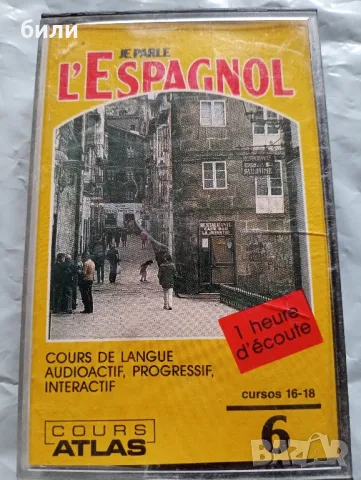 били
JE PARLE
L'ESPAGNOL
1 heure
d'écoute
COURS DE LANGUE
AUDIOACTIF, PROGRESSIF,
INTERACTIF
cursos 16-18
6
COURS
ATLAS
BAZAR